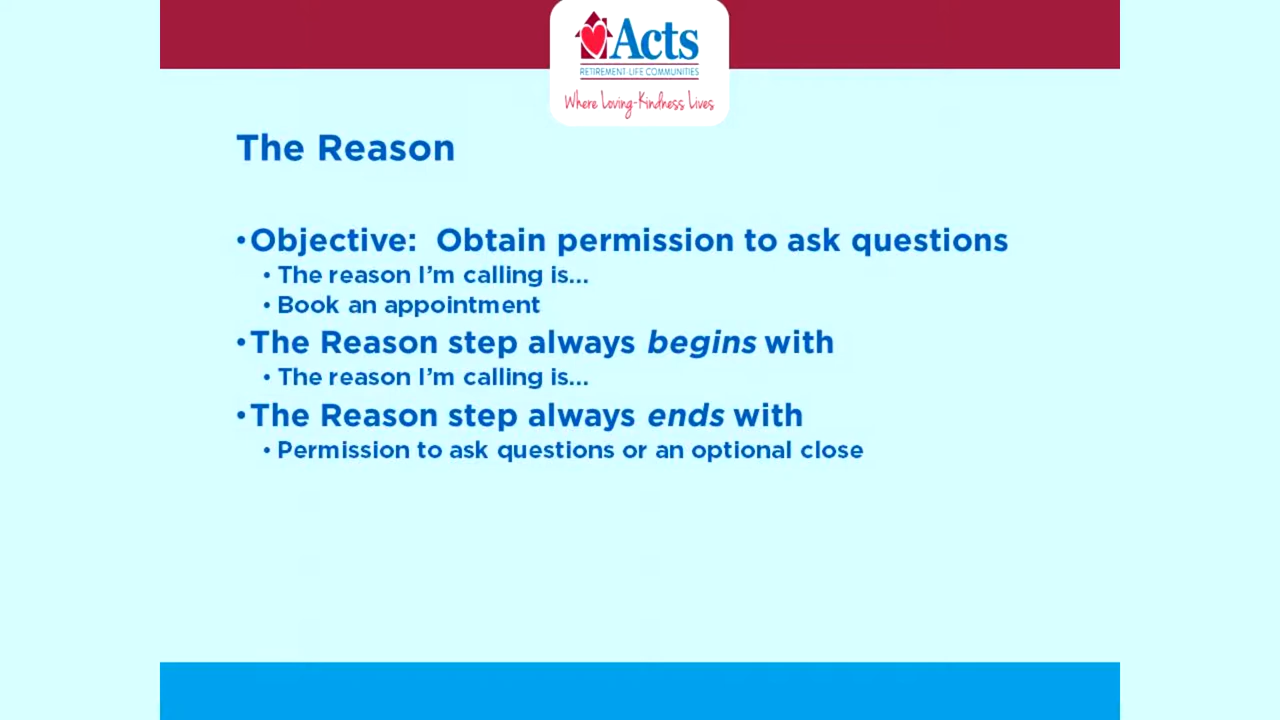 Acts
RETIREMENT-LIFE COMMUNITIES
Where Loving-Kindness Lives
The Reason
•Objective:  Obtain permission to ask questions
• The reason I’m calling is...
• Book an appointment
•The Reason step always begins with
• The reason I’m calling is...
•The Reason step always ends with
• Permission to ask questions or an optional close